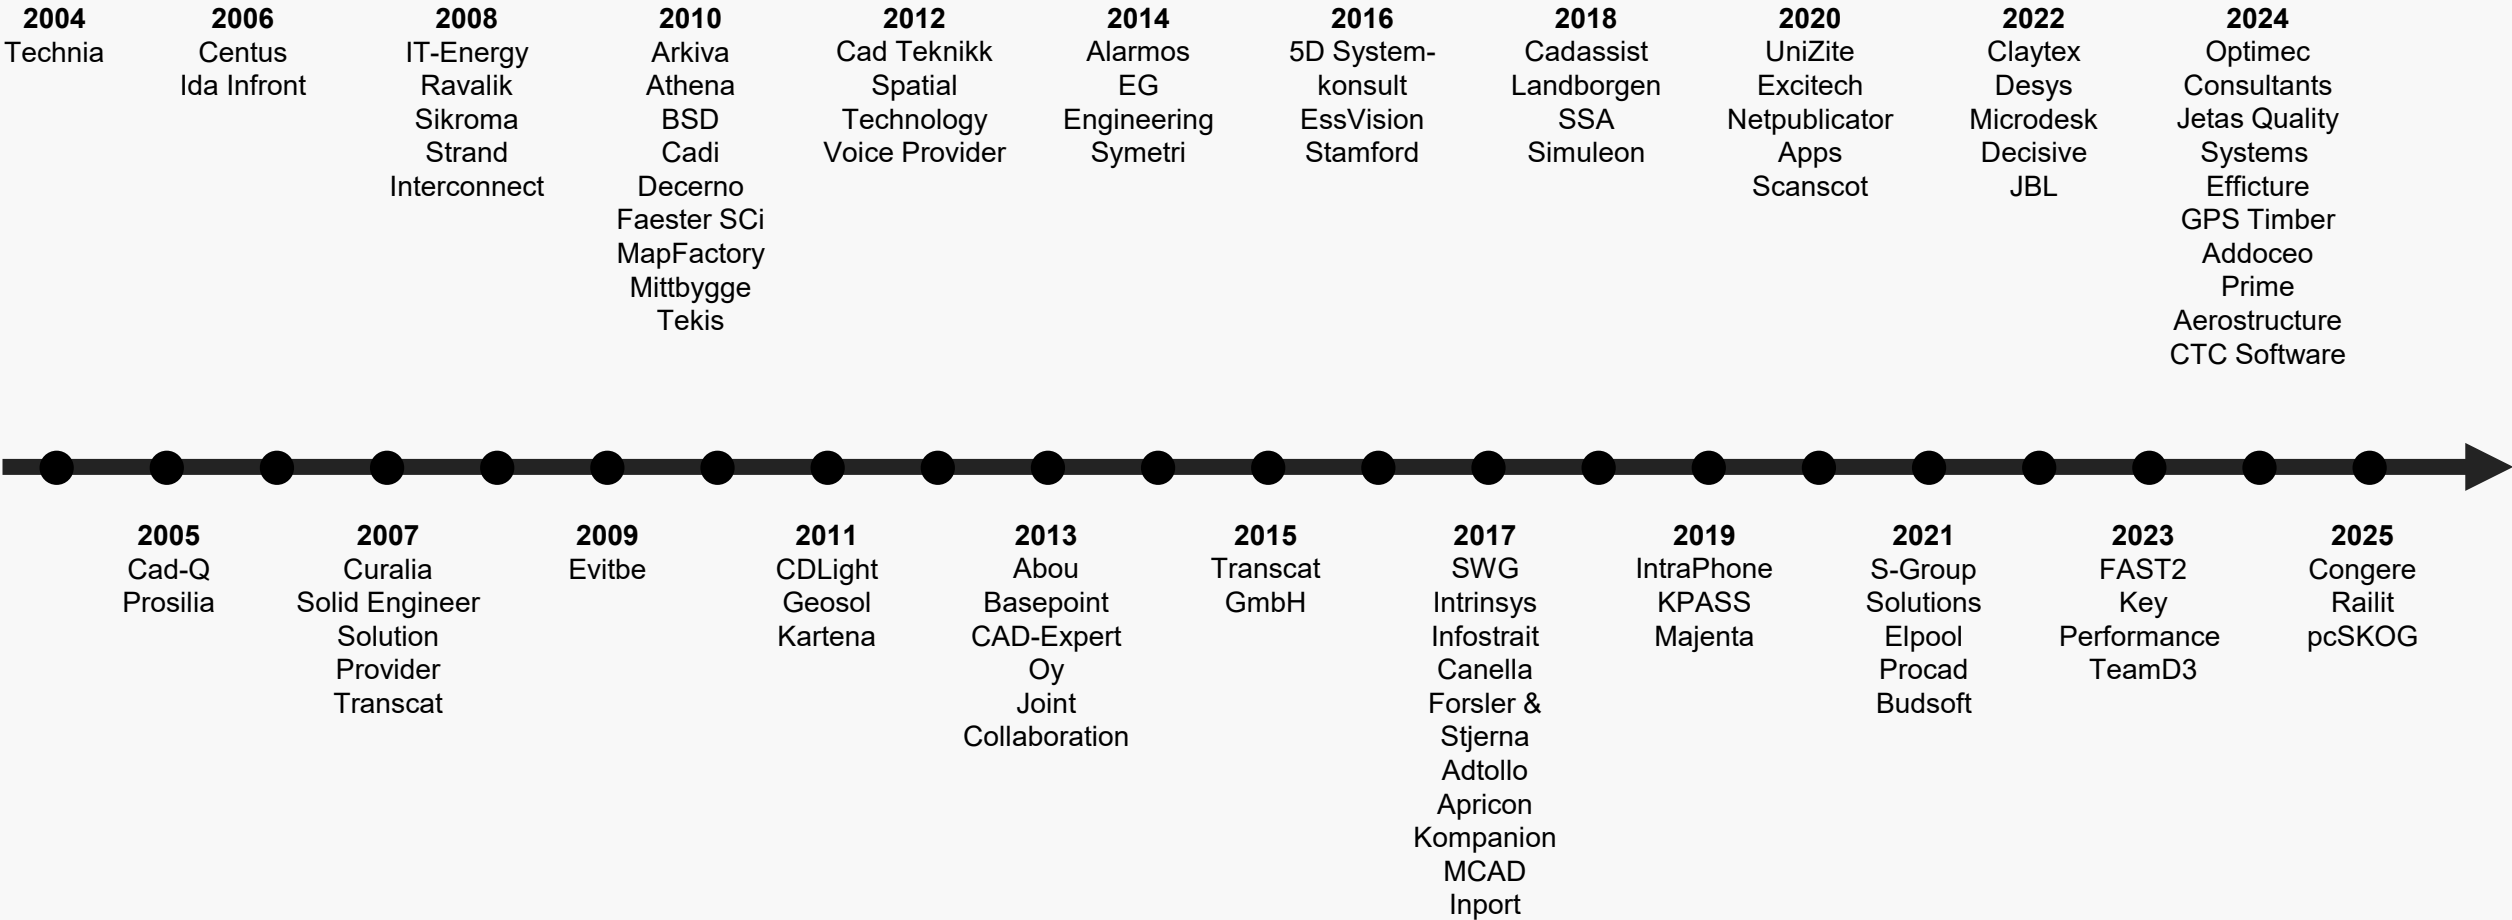 2004
Technia
2006
Centus
Ida Infront
2008
IT-Energy
Ravalik
Sikroma
Strand
Interconnect
2010
Arkiva
Athena
BSD
Cadi
Decerno
Faester SCi
MapFactory
Mittbygge
Tekis
2012
Cad Teknikk
Spatial
Technology
Voice Provider
2014
Alarmos
EG
Engineering
Symetri
2016
5D System-
konsult
EssVision
Stamford
2018
Cadassist
Landborgen
SSA
Simuleon
2020
UniZite
Excitech
Netpublicator
Apps
Scanscot
2022
Claytex
Desys
Microdesk
Decisive
JBL
2024
Optimec
Consultants
Jetas Quality
Systems
Efficture
GPS Timber
Addoceo
Prime
Aerostructure
CTC Software
2005
Cad-Q
Prosilia
2007
Curalia
Solid Engineer
Solution
Provider
Transcat
2009
Evitbe
2011
CDLight
Geosol
Kartena
2013
Abou
Basepoint
CAD-Expert
Oy
Joint
Collaboration
2015
Transcat
GmbH
2017
SWG
Intrinsys
Infostrait
Canella
Forsler &
Stjerna
Adtollo
Apricon
Kompanion
MCAD
Inport
2019
IntraPhone
KPASS
Majenta
2021
S-Group
Solutions
Elpool
Procad
Budsoft
2023
FAST2
Key
Performance
TeamD3
2025
Congere
Railit
pcSKOG